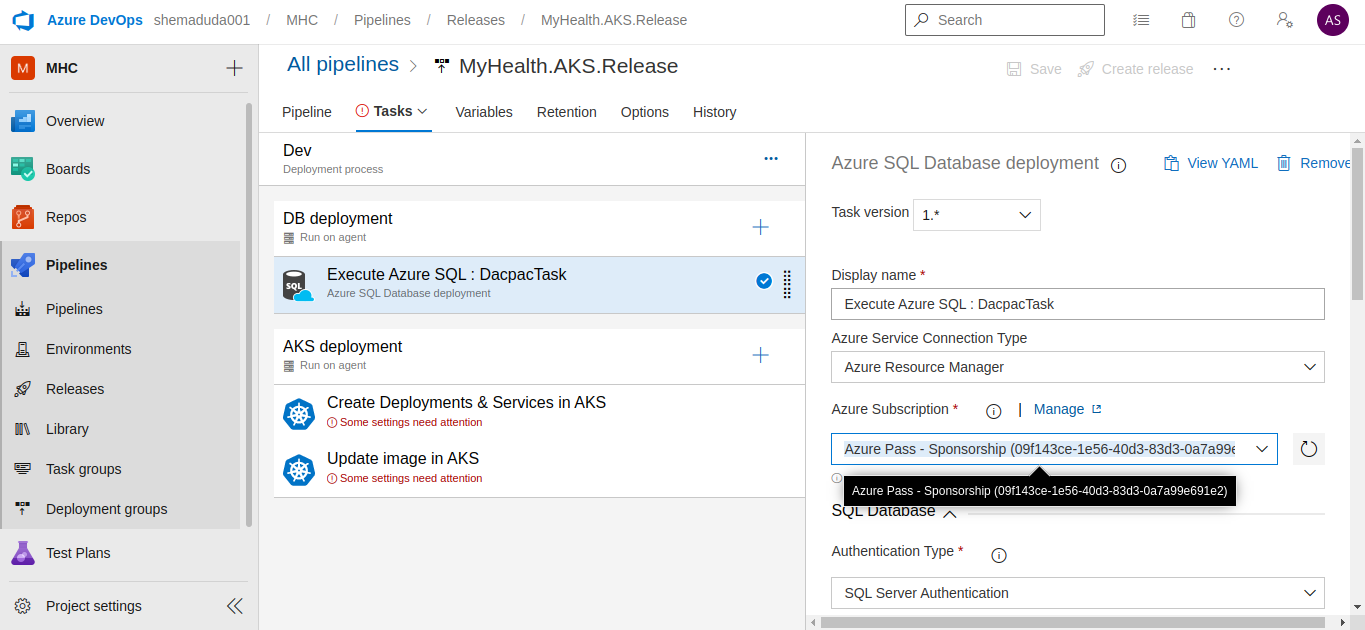 Azure DevOps shemaduda001 / MHC / Pipelines / Releases / MyHealth.AKS.Release
Search
AS
M MHC
Overview
Boards
Repos
Pipelines
Pipelines
Environments
Releases
Library
Task groups
Deployment groups
Test Plans
Project settings
All pipelines > MyHealth.AKS.Release
Save Create release ...
Pipeline Tasks Variables Retention Options History
Dev
Deployment process
DB deployment
Run on agent
SQL
Execute Azure SQL : DacpacTask
Azure SQL Database deployment
AKS deployment
Run on agent
Create Deployments & Services in AKS
Some settings need attention
Update image in AKS
Some settings need attention
Azure SQL Database deployment
View YAML Remove
Task version 1.*
Display name *
Execute Azure SQL : DacpacTask
Azure Service Connection Type
Azure Resource Manager
Azure Subscription * | Manage
Azure Pass - Sponsorship (09f143ce-1e56-40d3-83d3-0a7a99e
Azure Pass - Sponsorship (09f143ce-1e56-40d3-83d3-0a7a99e691e2)
SQL Database
Authentication Type *
SQL Server Authentication